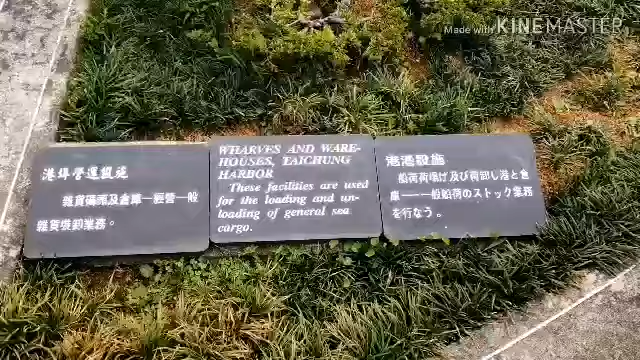 Made with KINEMASTER
港埠營運設施
雜貨碼頭及倉庫—經營一般
雜貨裝卸業務。
WHARVES AND WARE-
HOUSES, TAICHUNG
HARBOR
These facilities are used
for the loading and un-
loading of general sea
cargo.
港湾設施
船荷荷揚げ及び荷卸し港と倉
庫——一般船荷のストック業務
を行なう。